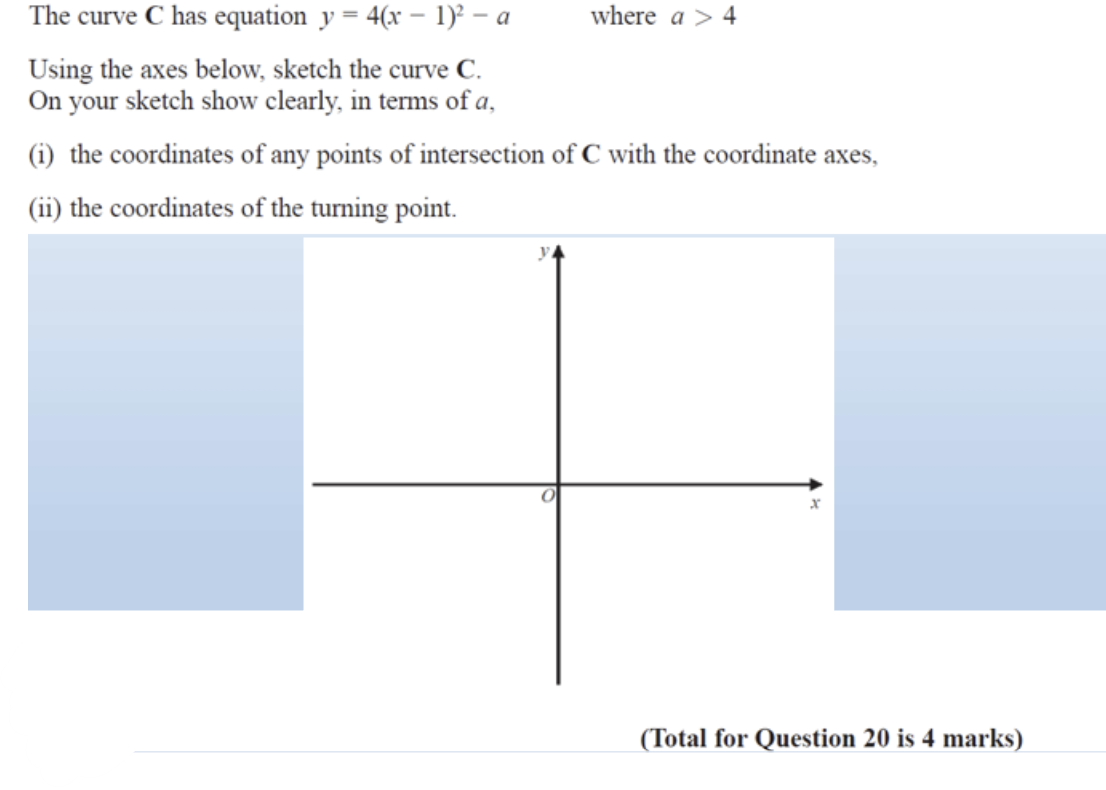 The curve C has equation y = 4(x − 1)² − a where a > 4
Using the axes below, sketch the curve C.
On your sketch show clearly, in terms of a,
(i) the coordinates of any points of intersection of C with the coordinate axes,
(ii) the coordinates of the turning point.
y
O
x
(Total for Question 20 is 4 marks)